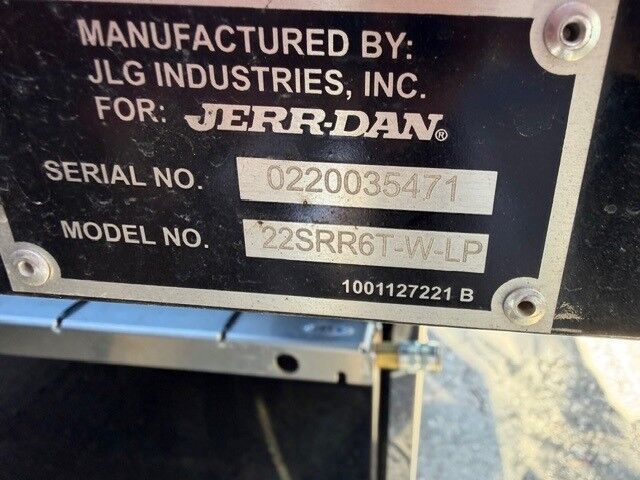 MANUFACTURED BY:
JLG INDUSTRIES, INC.
FOR: JERR-DAN®
SERIAL NO. 0220035471
MODEL NO. 22SRR6T-W-LP
1001127221 B